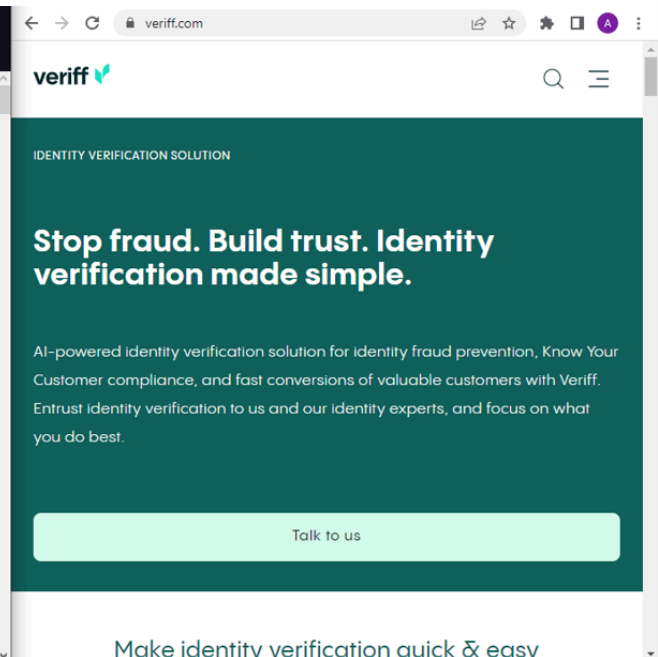 veriff.com
A
veriff
IDENTITY VERIFICATION SOLUTION
Stop fraud. Build trust. Identity
verification made simple.
AI-powered identity verification solution for identity fraud prevention, Know Your
Customer compliance, and fast conversions of valuable customers with Veriff.
Entrust identity verification to us and our identity experts, and focus on what
you do best.
Talk to us
Make identity verification quick & easy